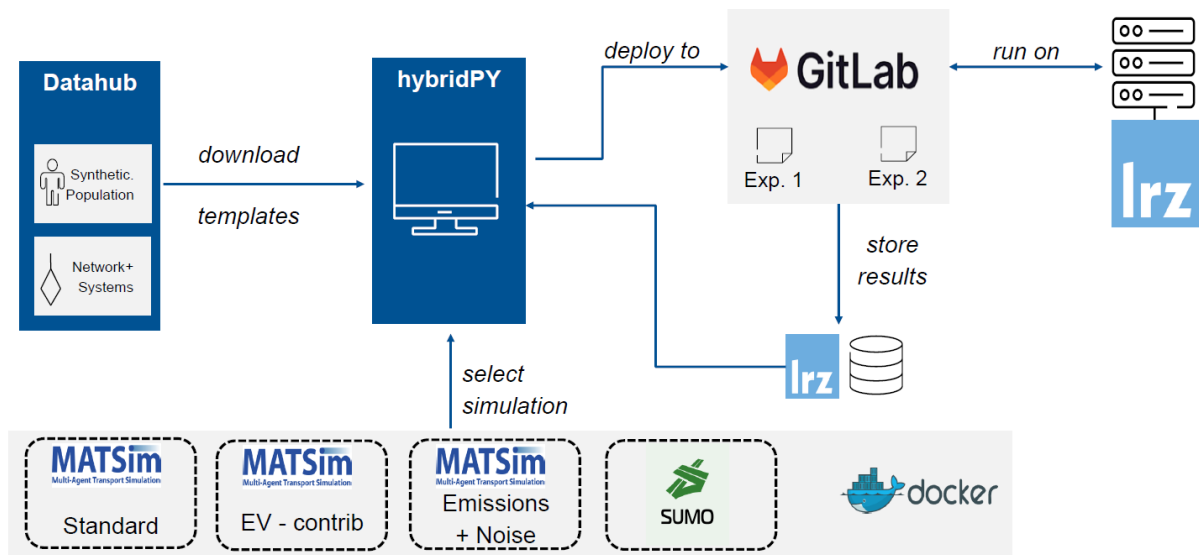 Datahub
Synthetic.
Population
Network+
Systems
download
templates
hybridPY
deploy to
GitLab
Exp. 1
Exp. 2
run on
lrz
store
results
lrz
select
simulation
MATSim
Multi-Agent Transport Simulation
Standard
MATSim
Multi-Agent Transport Simulation
EV - contrib
MATSim
Multi-Agent Transport Simulation
Emissions
+ Noise
SUMO
docker